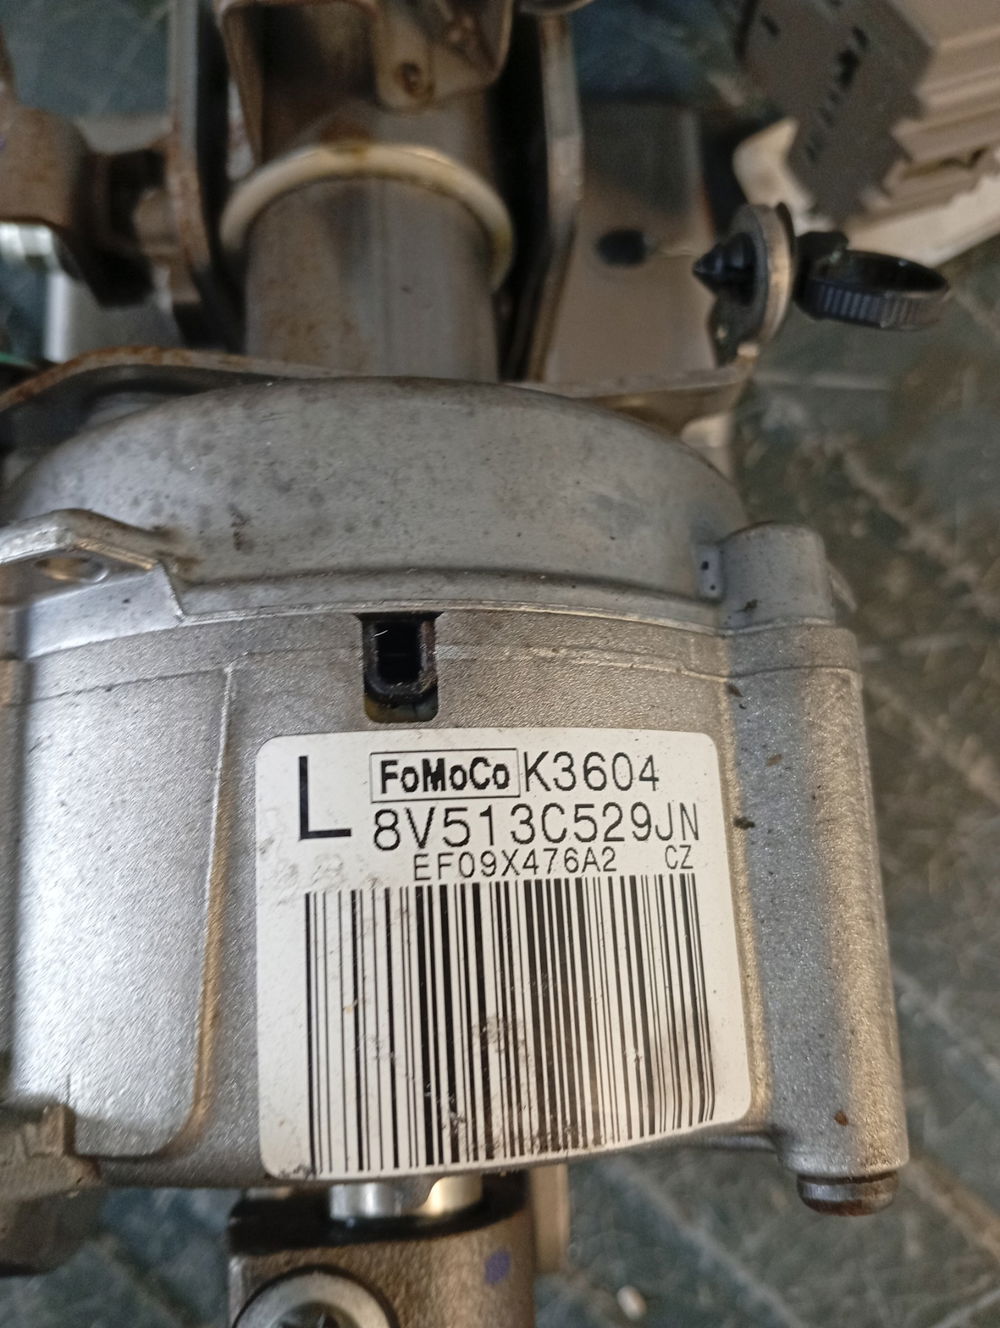 L FoMoCo K3604
8V513C529JN
EF09X476A2 CZ